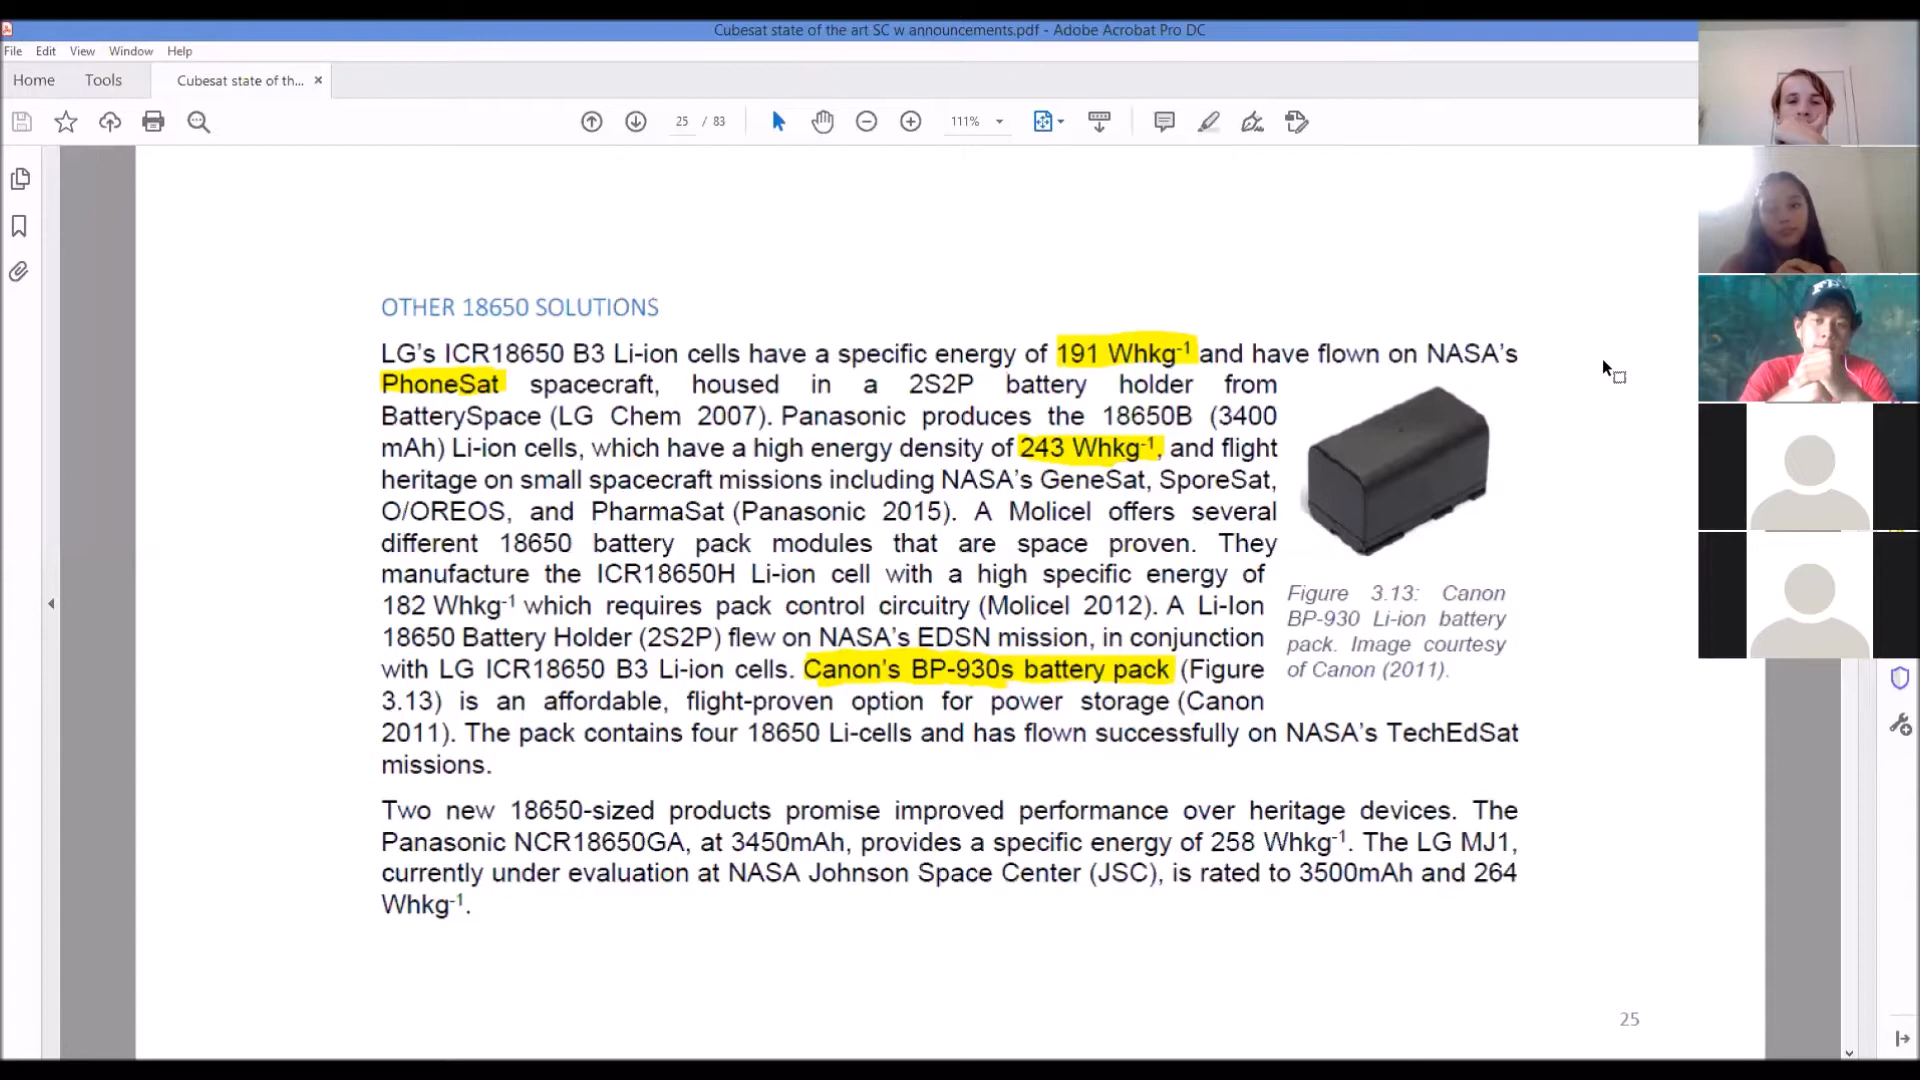 Cubesat state of the art SC w announcements.pdf - Adobe Acrobat Pro DC
File Edit View Window Help
Home Tools Cubesat state of th... ×
25 / 83 111%
OTHER 18650 SOLUTIONS
LG's ICR18650 B3 Li-ion cells have a specific energy of 191 Whkg-1 and have flown on NASA's
PhoneSat spacecraft, housed in a 2S2P battery holder from
BatterySpace (LG Chem 2007). Panasonic produces the 18650B (3400
mAh) Li-ion cells, which have a high energy density of 243 Whkg-1, and flight
heritage on small spacecraft missions including NASA's GeneSat, SporeSat,
O/OREOS, and PharmaSat (Panasonic 2015). A Molicel offers several
different 18650 battery pack modules that are space proven. They
manufacture the ICR18650H Li-ion cell with a high specific energy of
182 Whkg-1 which requires pack control circuitry (Molicel 2012). A Li-Ion
18650 Battery Holder (2S2P) flew on NASA's EDSN mission, in conjunction
with LG ICR18650 B3 Li-ion cells. Canon's BP-930s battery pack (Figure
3.13) is an affordable, flight-proven option for power storage (Canon
2011). The pack contains four 18650 Li-cells and has flown successfully on NASA's TechEdSat
missions.
Figure 3.13: Canon
BP-930 Li-ion battery
pack. Image courtesy
of Canon (2011).
Two new 18650-sized products promise improved performance over heritage devices. The
Panasonic NCR18650GA, at 3450mAh, provides a specific energy of 258 Whkg-1. The LG MJ1,
currently under evaluation at NASA Johnson Space Center (JSC), is rated to 3500mAh and 264
Whkg-1.
25